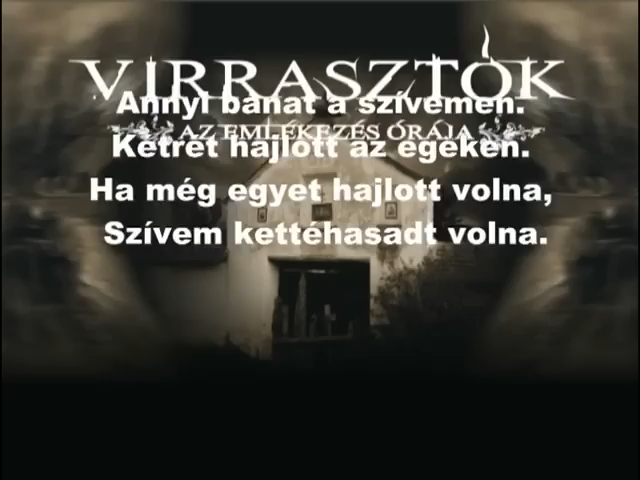 VIRRASZTÓK
Annyi bánat a szívemen.
AZ EMLÉKEZÉS ÓRÁJA
Kétrét hajlott az egeken.
Ha még egyet hajlott volna,
Szívem kettéhasadt volna.